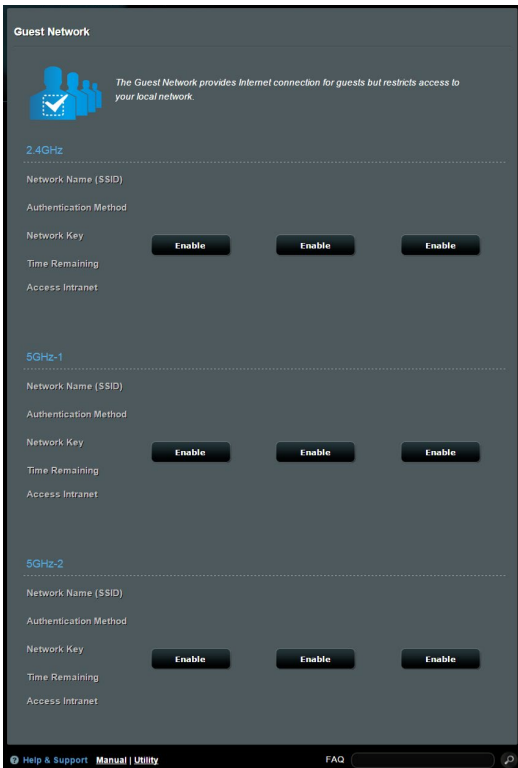 Guest Network
The Guest Network provides Internet connection for guests but restricts access to
your local network.
2.4GHz
Network Name (SSID)
Authentication Method
Network Key
Enable Enable Enable
Time Remaining
Access Intranet
5GHz-1
Network Name (SSID)
Authentication Method
Network Key
Enable Enable Enable
Time Remaining
Access Intranet
5GHz-2
Network Name (SSID)
Authentication Method
Network Key
Enable Enable Enable
Time Remaining
Access Intranet
Help & Support Manual | Utility FAQ